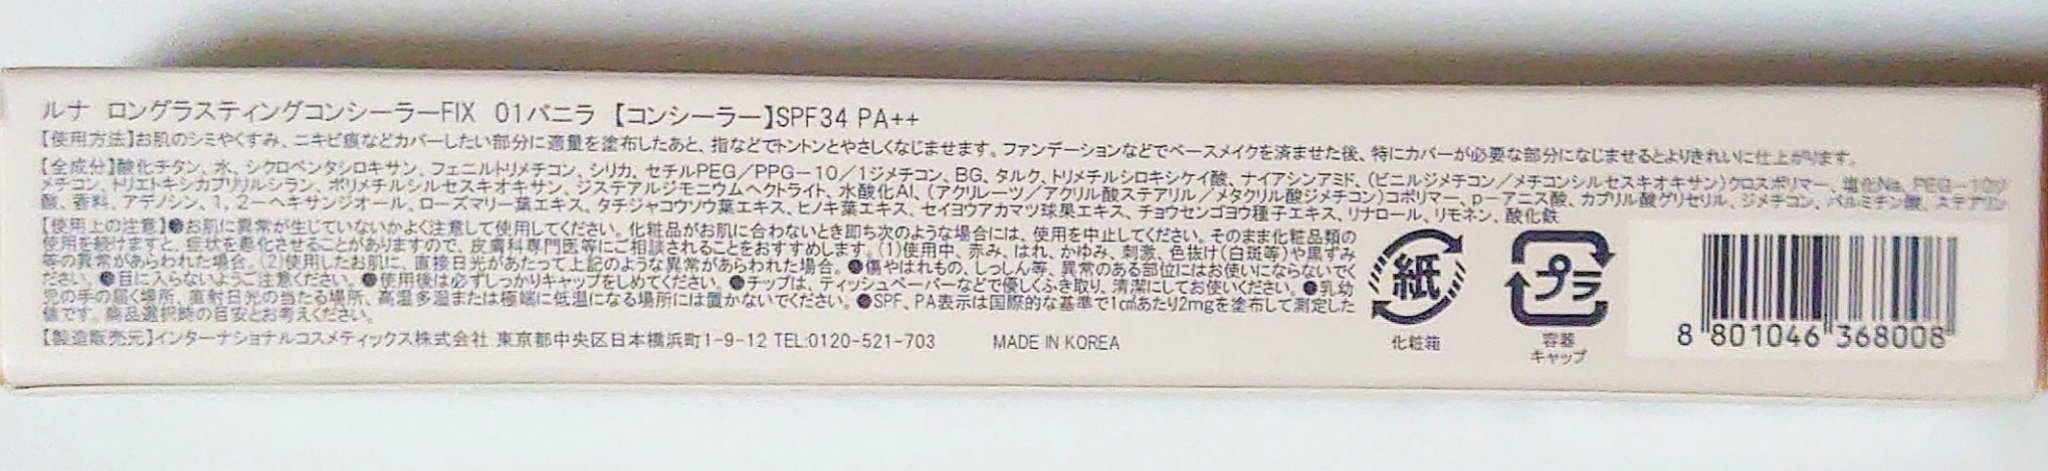 ルナ ロングラスティングコンシーラーFIX 01バニラ 【コンシーラー】SPF34 PA++
【使用方法】お肌のシミやくすみ、ニキビ痕などカバーしたい部分に適量を塗布したあと、指などでトントンとやさしくなじませます。ファンデーションなどでベースメイクを済ませた後、特にカバーが必要な部分になじませるとよりきれいに仕上がります。
【全成分】酸化チタン、水、シクロペンタシロキサン、フェニルトリメチコン、シリカ、セチルPEG/PPG-10/1ジメチコン、BG、タルク、トリメチルシロキシケイ酸、ナイアシンアミド、(ビニルジメチコン/メチコンシルセスキオキサン)クロスポリマー、塩化Na、PEG-10ジ
メチコン、トリエトキシカプリリルシラン、ポリメチルシルセスキオキサン、ジステアルジモニウムヘクトライト、水酸化Al、(アクリレーツ/アクリル酸ステアリル/メタクリル酸ジメチコン)コポリマー、p-アニス酸、カプリル酸グリセリル、ジメチコン、パルミチン酸、ステアリン
酸、香料、アデノシン、1,2-ヘキサンジオール、ローズマリー葉エキス、タチジャコウソウ葉エキス、ヒノキ葉エキス、セイヨウアカマツ球果エキス、チョウセンゴヨウ種子エキス、リナロール、リモネン、酸化鉄
【使用上の注意】●お肌に異常が生じていないかよく注意して使用してください。化粧品がお肌に合わないとき即ち次のような場合には、使用を中止してください。そのまま化粧品類の
使用を続けますと、症状を悪化させることがありますので、皮膚科専門医等にご相談されることをおすすめします。(1)使用中、赤み、はれ、かゆみ、刺激、色抜け(白斑等)や黒ずみ
等の異常があらわれた場合。(2)使用したお肌に、直接日光があたって上記のような異常があらわれた場合。●傷やはれもの、しっしん等、異常のある部位にはお使いにならないでく
ださい。●目に入らないようご注意ください。●使用後は必ずしっかりキャップをしめてください。●チップは、ティッシュペーパーなどで優しくふき取り、清潔にしてお使いください。●乳幼
児の手の届く場所、直射日光の当たる場所、高温多湿または極端に低温になる場所には置かないでください。●SPF、PA表示は国際的な基準で1㎠あたり2mgを塗布して測定した
値です。商品選択時の目安とお考えください。
【製造販売元】インターナショナルコスメティックス株式会社 東京都中央区日本橋浜町1-9-12 TEL:0120-521-703 MADE IN KOREA
紙
化粧箱
プラ
容器
キャップ
8 801046 368008